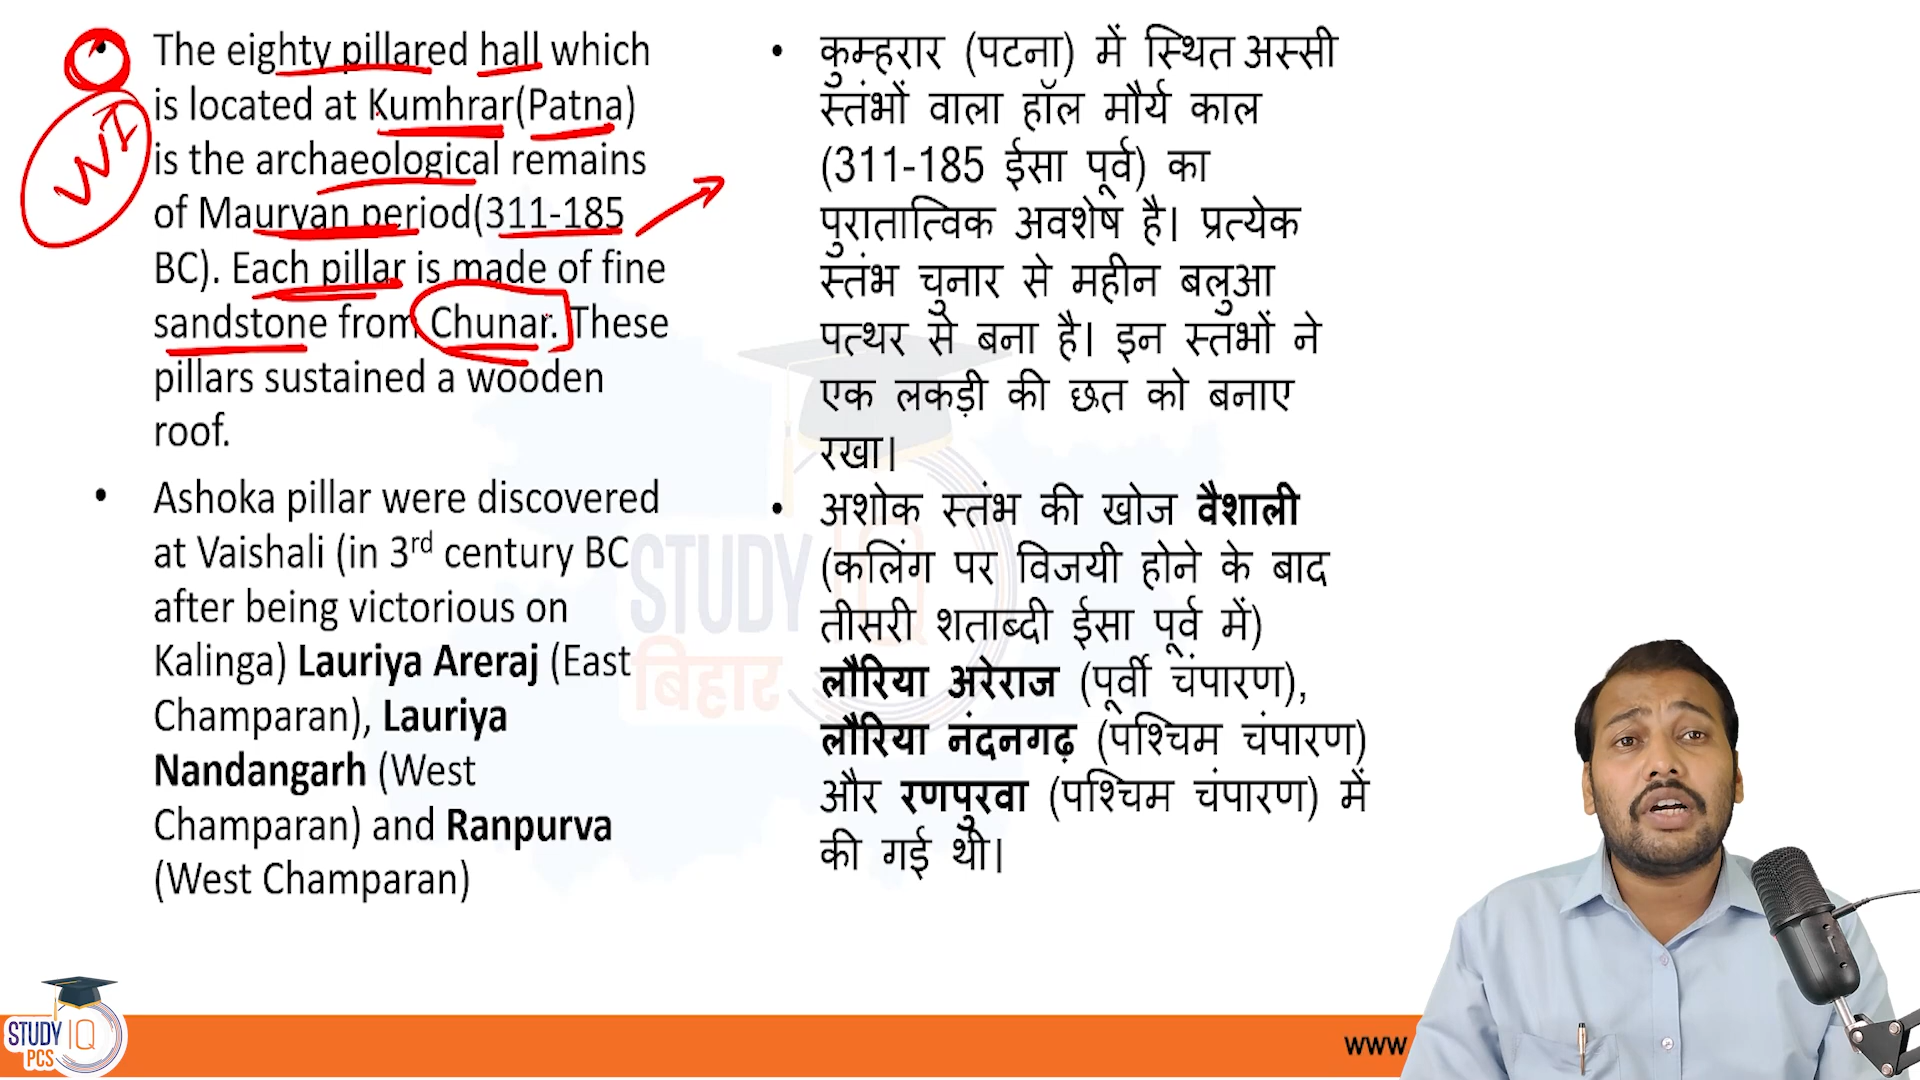 The eighty pillared hall which
is located at Kumhrar(Patna)
is the archaeological remains
of Mauryan period(311-185
BC). Each pillar is made of fine
sandstone from Chunar. These
pillars sustained a wooden
roof.
Ashoka pillar were discovered
at Vaishali (in 3rd century BC
after being victorious on
Kalinga) Lauriya Areraj (East
Champaran), Lauriya
Nandangarh (West
Champaran) and Ranpurva
(West Champaran)
कुम्हरार (पटना) में स्थित अस्सी
स्तंभों वाला हॉल मौर्य काल
(311-185 ईसा पूर्व) का
पुरातात्विक अवशेष है। प्रत्येक
स्तंभ चुनार से महीन बलुआ
पत्थर से बना है। इन स्तंभों ने
एक लकड़ी की छत को बनाए
रखा।
अशोक स्तंभ की खोज वैशाली
(कलिंग पर विजयी होने के बाद
तीसरी शताब्दी ईसा पूर्व में)
लौरिया अरेराज (पूर्वी चंपारण),
लौरिया नंदनगढ़ (पश्चिम चंपारण)
और रणपुरवा (पश्चिम चंपारण) में
की गई थी।
STUDY IQ
बिहार
STUDY IQ
PCS
www